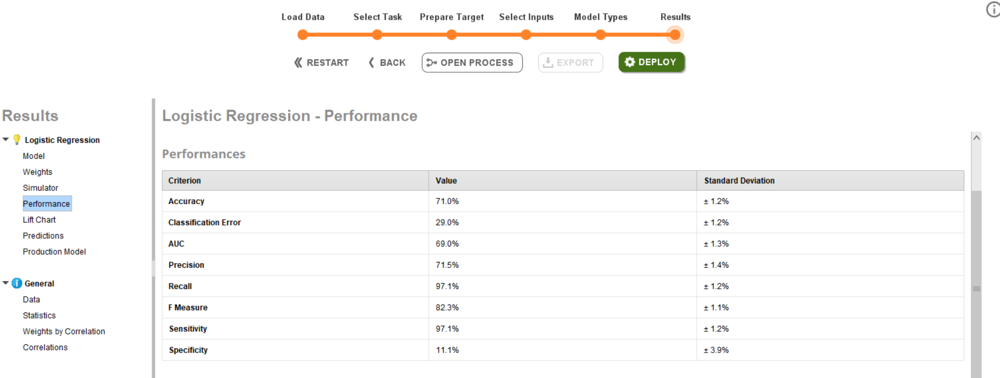 Load Data Select Task Prepare Target Select Inputs Model Types Results
RESTART BACK OPEN PROCESS EXPORT DEPLOY
Results
Logistic Regression
Model
Weights
Simulator
Performance
Lift Chart
Predictions
Production Model
General
Data
Statistics
Weights by Correlation
Correlations
Logistic Regression - Performance
Performances
Criterion Value Standard Deviation
Accuracy 71.0% ± 1.2%
Classification Error 29.0% ± 1.2%
AUC 69.0% ± 1.3%
Precision 71.5% ± 1.4%
Recall 97.1% ± 1.2%
F Measure 82.3% ± 1.1%
Sensitivity 97.1% ± 1.2%
Specificity 11.1% ± 3.9%